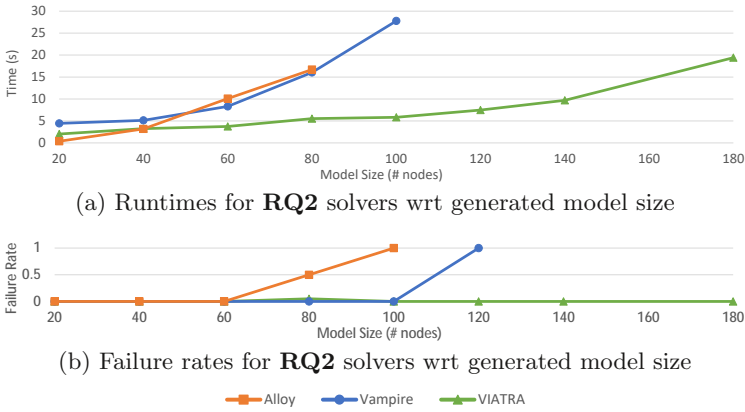 30
25
20
15
10
5
0
Time (s)
20 40 60 80 100 120 140 160 180
Model Size (# nodes)
(a) Runtimes for RQ2 solvers wrt generated model size
1
0.5
0
Failure Rate
20 40 60 80 100 120 140 160 180
Model Size (# nodes)
(b) Failure rates for RQ2 solvers wrt generated model size
Alloy Vampire VIATRA